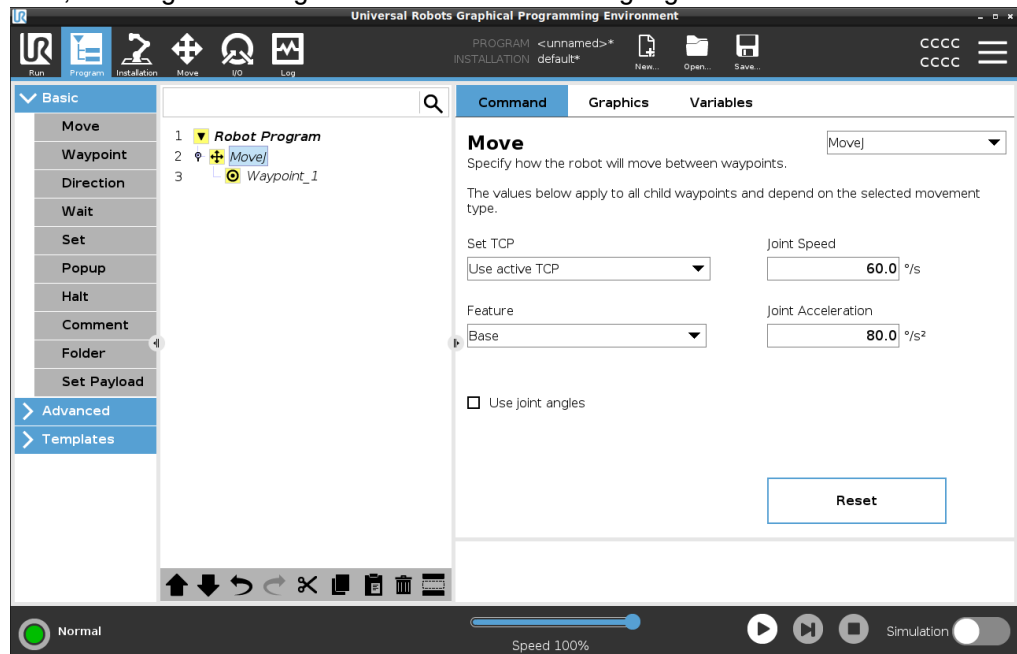 Universal Robots Graphical Programming Environment
UR
Run
Program
Installation
Move
I/O
Log
PROGRAM <unnamed>*
INSTALLATION default*
New...
Open...
Save...
CCCC
CCCC
Basic
Move
Waypoint
Direction
Wait
Set
Popup
Halt
Comment
Folder
Set Payload
Advanced
Templates
1 Robot Program
2 MoveJ
3 Waypoint_1
Command Graphics Variables
Move
MoveJ
Specify how the robot will move between waypoints.
The values below apply to all child waypoints and depend on the selected movement
type.
Set TCP
Joint Speed
Use active TCP
60.0 °/s
Feature
Joint Acceleration
Base
80.0 °/s²
Use joint angles
Reset
Normal
Speed 100%
Simulation